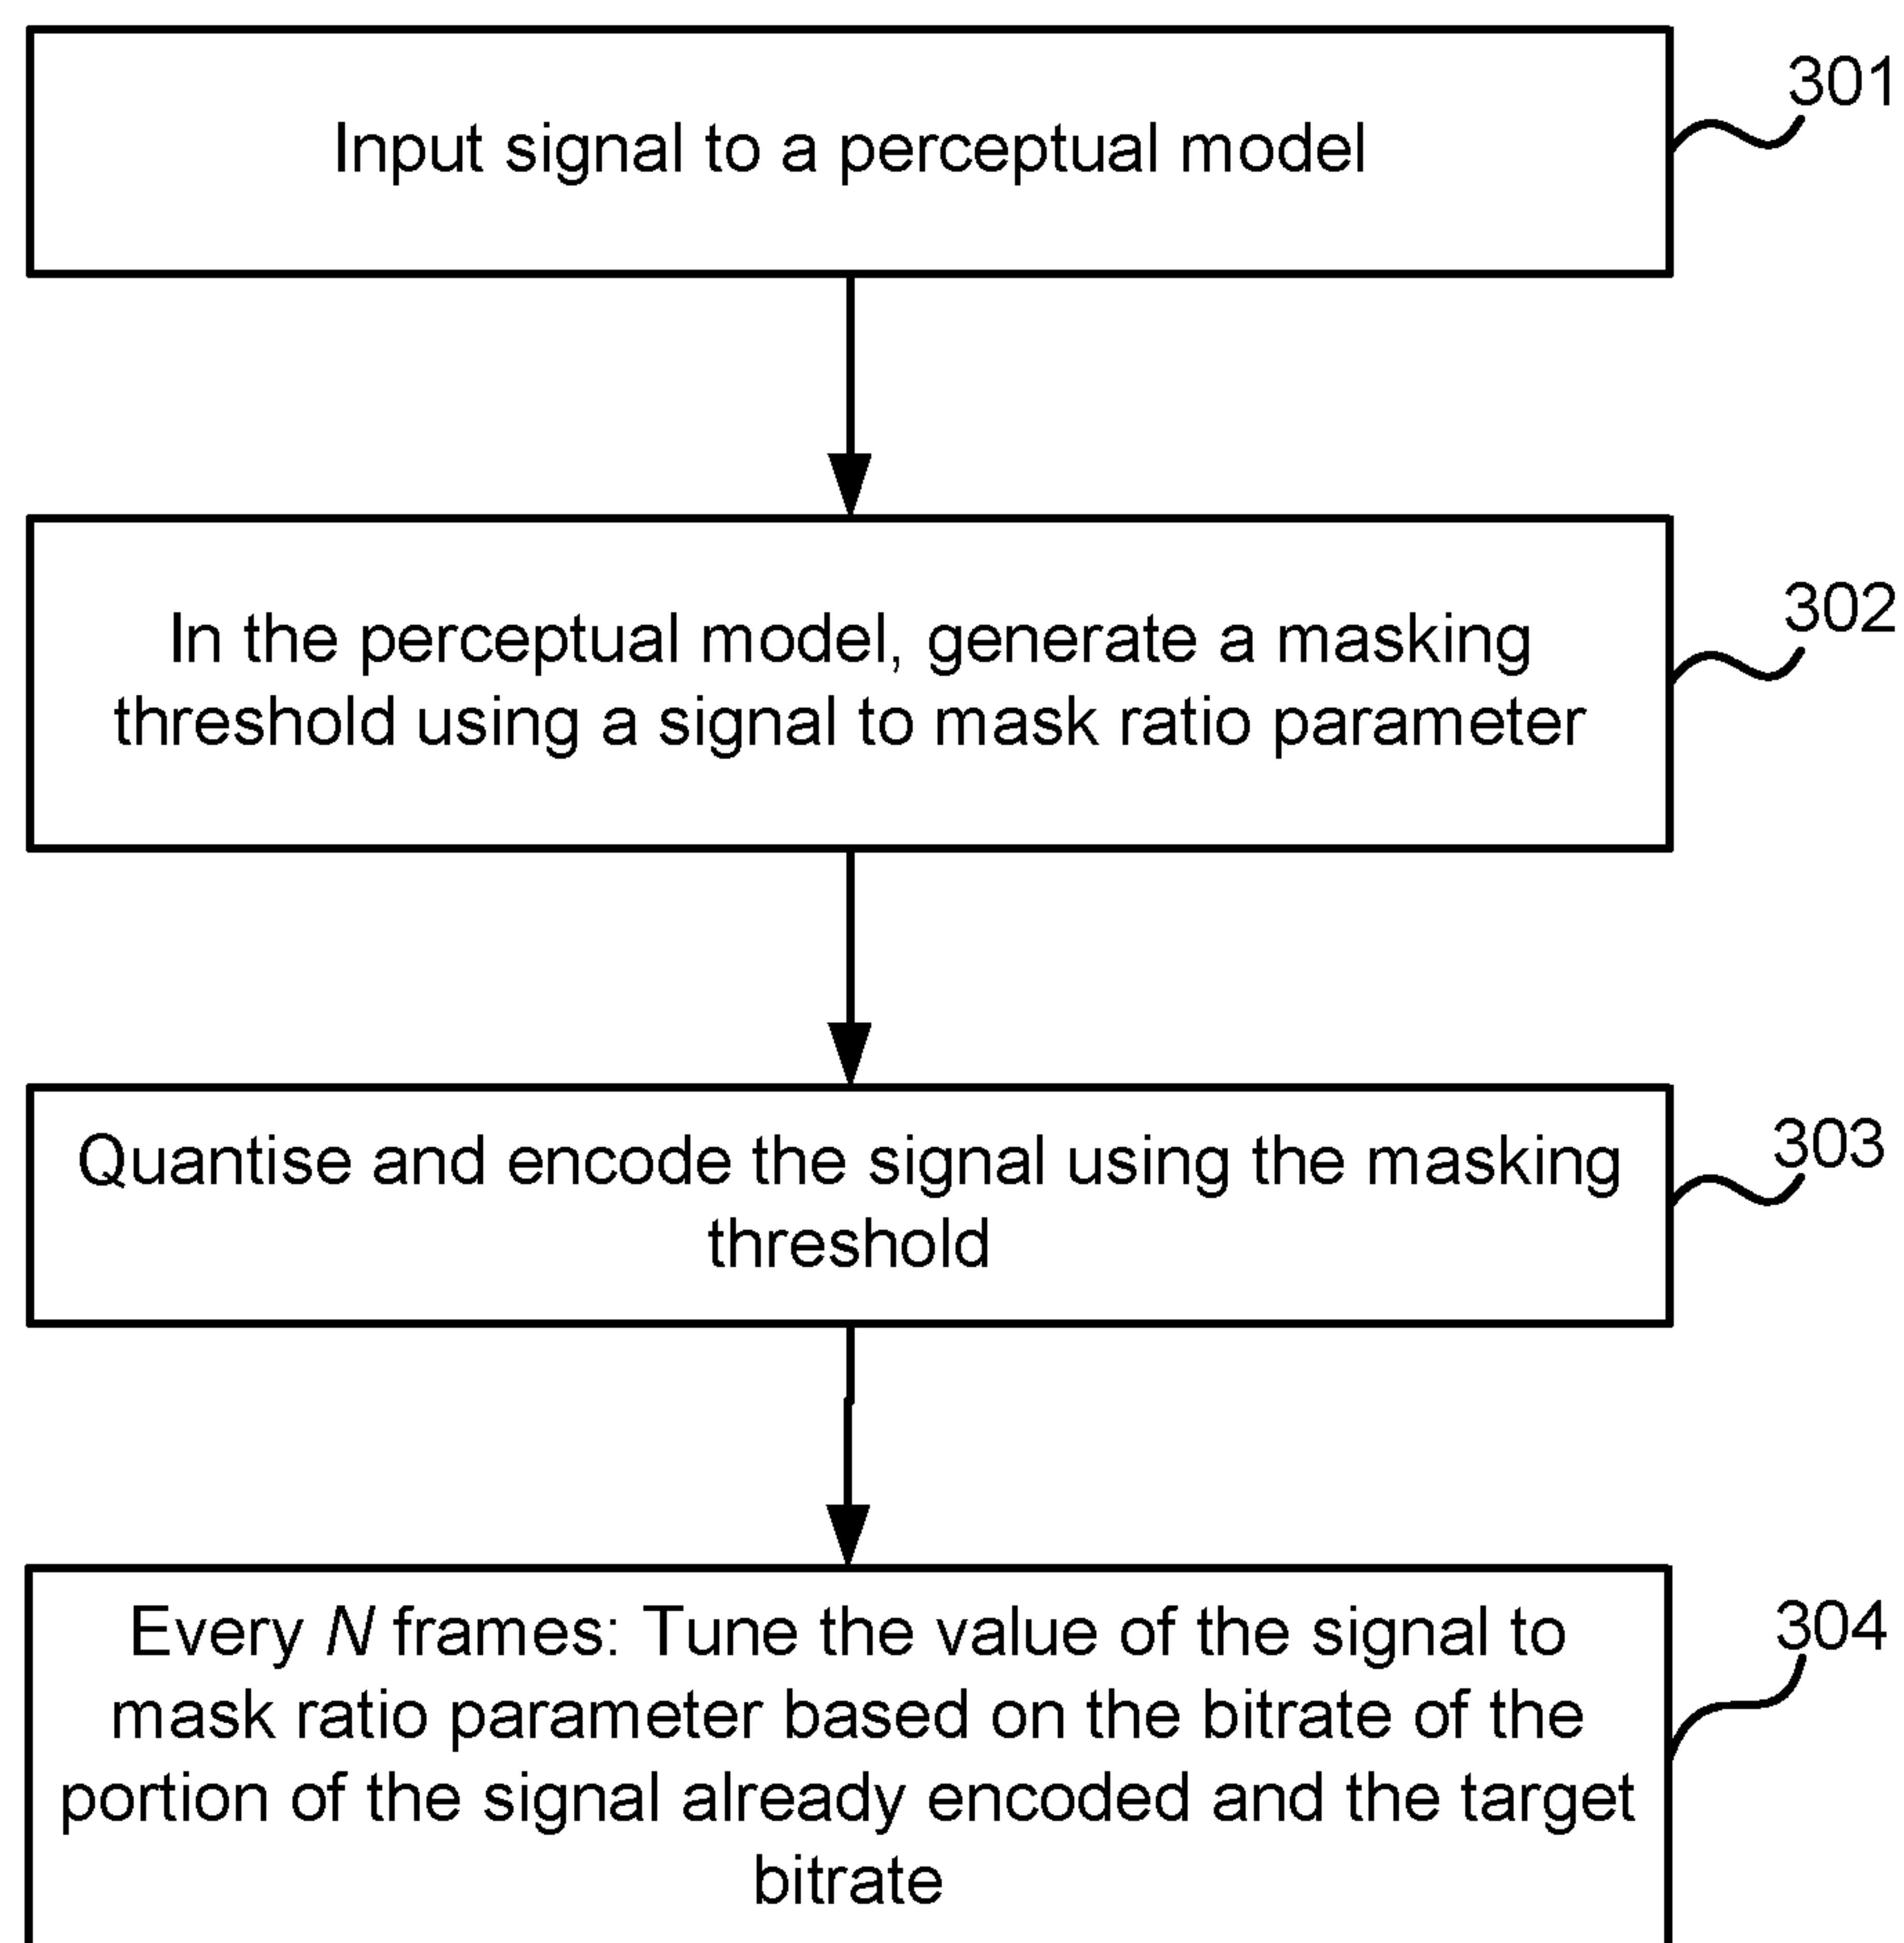 301
Input signal to a perceptual model
302
In the perceptual model, generate a masking
threshold using a signal to mask ratio parameter
303
Quantise and encode the signal using the masking
threshold
304
Every N frames: Tune the value of the signal to
mask ratio parameter based on the bitrate of the
portion of the signal already encoded and the target
bitrate